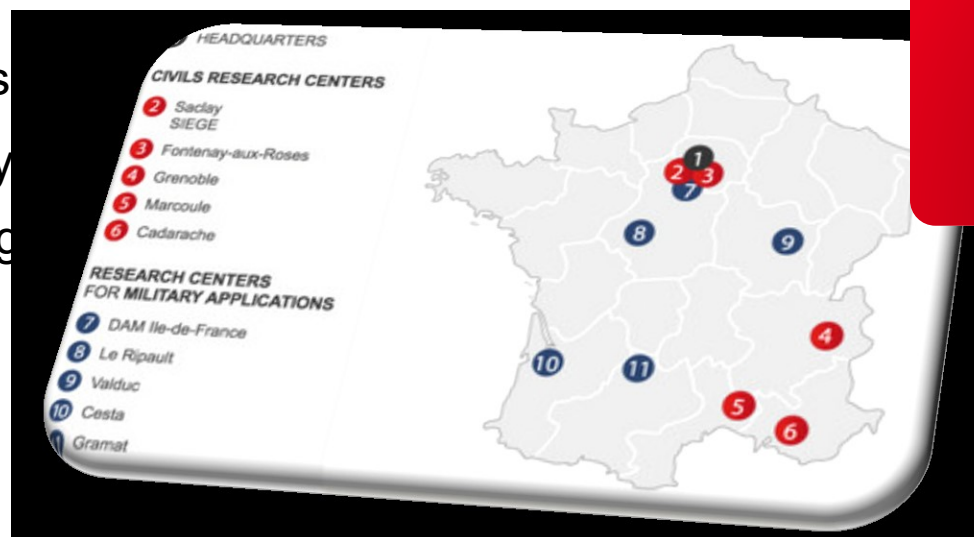 s
y
g
HEADQUARTERS
CIVILS RESEARCH CENTERS
2 Saclay
SIEGE
3 Fontenay-aux-Roses
4 Grenoble
5 Marcoule
6 Cadarache
RESEARCH CENTERS
FOR MILITARY APPLICATIONS
7 DAM Ile-de-France
8 Le Ripault
9 Valduc
10 Cesta
1 Gramat
1
2 3
7
8
9
4
10
11
5
6